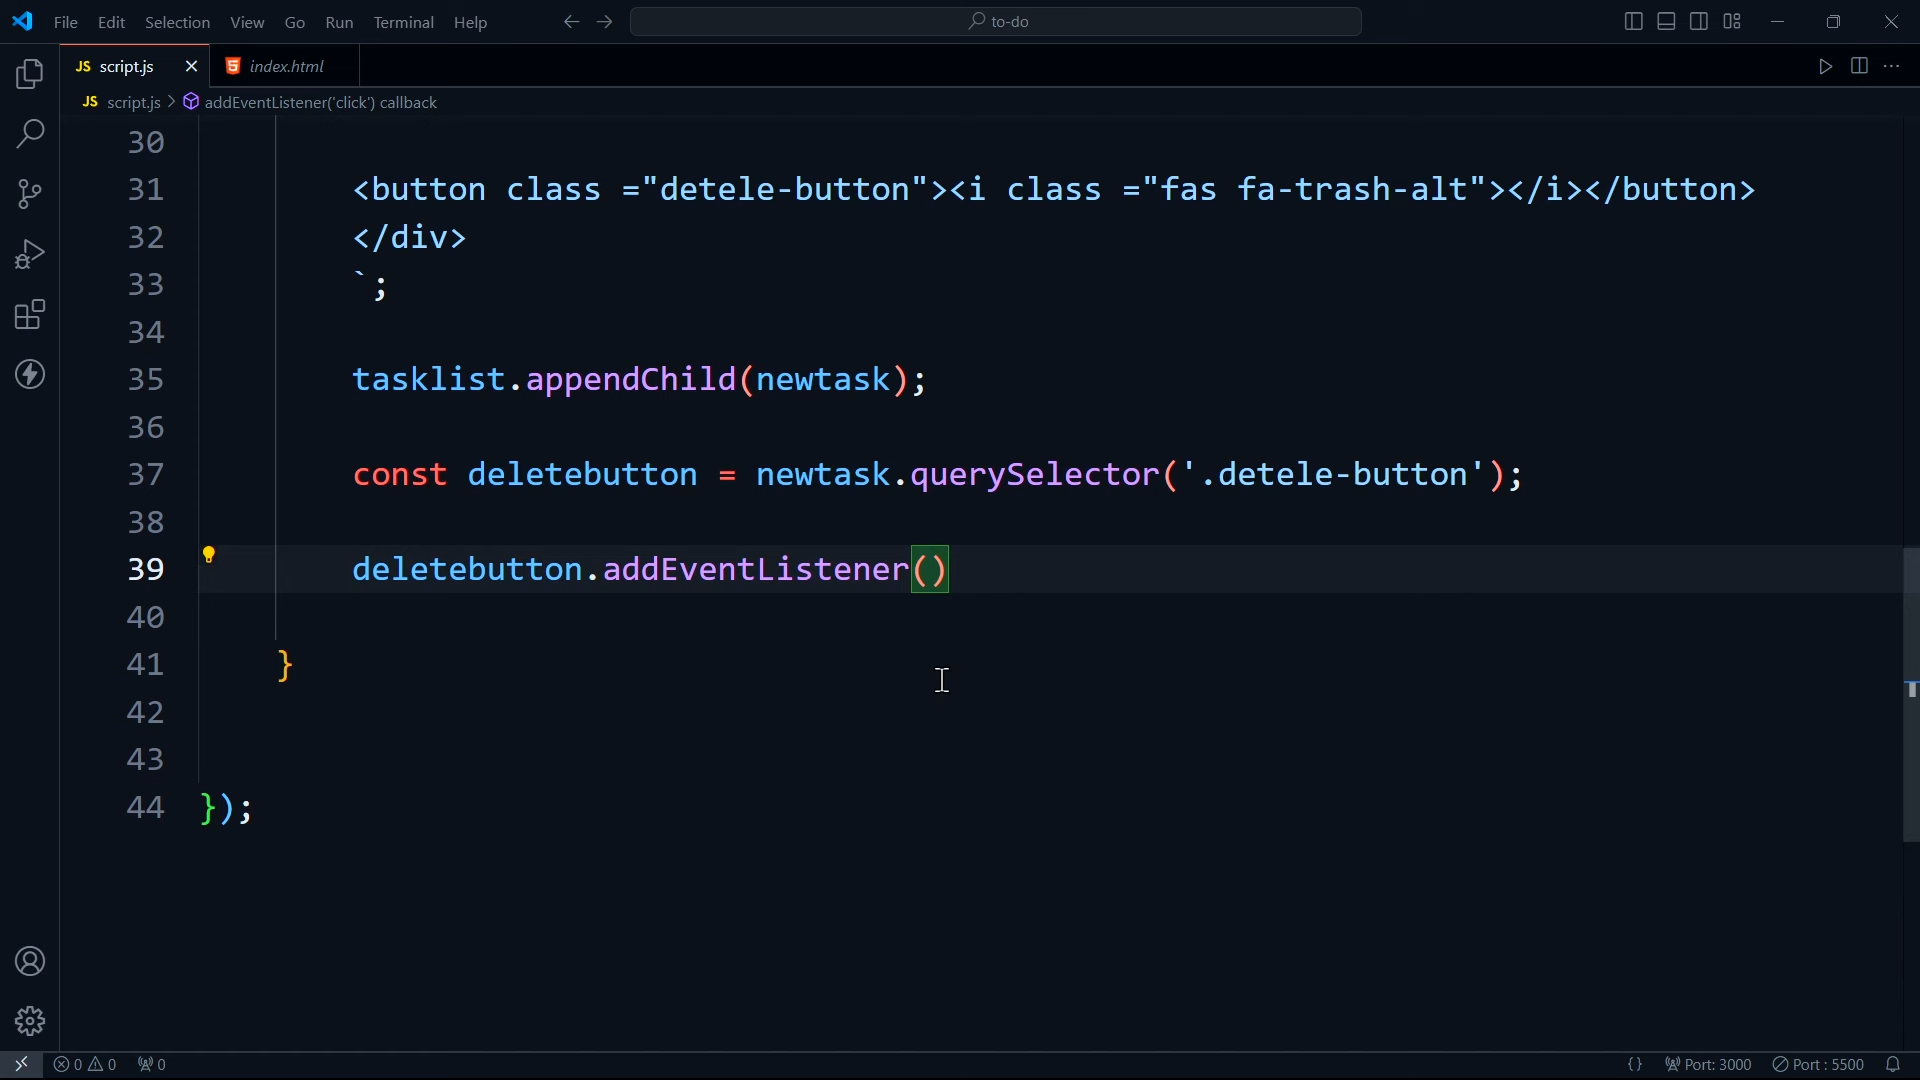 File Edit Selection View Go Run Terminal Help to-do
JS script.js index.html
JS script.js addEventListener('click') callback
30
31 <button class ="detele-button"><i class ="fas fa-trash-alt"></i></button>
32 </div>
33 `;
34
35 tasklist.appendChild(newtask);
36
37 const deletebutton = newtask.querySelector('.detele-button');
38
39 deletebutton.addEventListener()
40
41 }
42
43
44 });
0 0 0 {} Port: 3000 Port : 5500